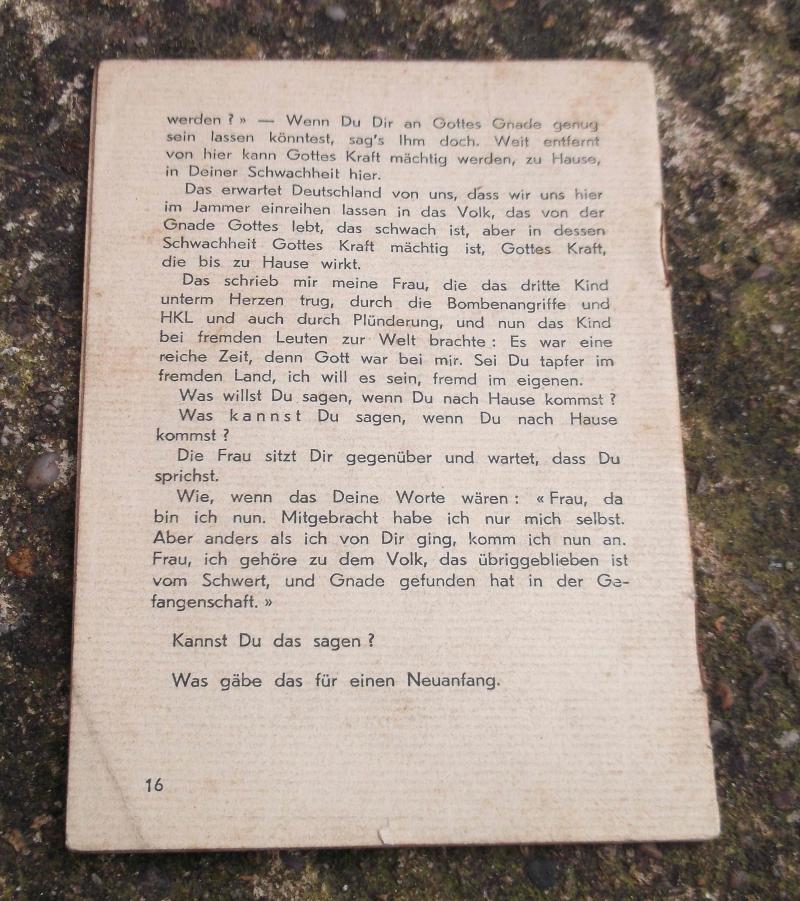 werden ? » — Wenn Du Dir an Gottes Gnade genug
sein lassen könntest, sag's Ihm doch. Weit entfernt
von hier kann Gottes Kraft mächtig werden, zu Hause,
in Deiner Schwachheit hier.
Das erwartet Deutschland von uns, dass wir uns hier
im Jammer einreihen lassen in das Volk, das von der
Gnade Gottes lebt, das schwach ist, aber in dessen
Schwachheit Gottes Kraft mächtig ist, Gottes Kraft,
die bis zu Hause wirkt.
Das schrieb mir meine Frau, die das dritte Kind
unterm Herzen trug, durch die Bombenangriffe und
HKL und auch durch Plünderung, und nun das Kind
bei fremden Leuten zur Welt brachte : Es war eine
reiche Zeit, denn Gott war bei mir. Sei Du tapfer im
fremden Land, ich will es sein, fremd im eigenen.
Was willst Du sagen, wenn Du nach Hause kommst ?
Was kannst Du sagen, wenn Du nach Hause
kommst ?
Die Frau sitzt Dir gegenüber und wartet, dass Du
sprichst.
Wie, wenn das Deine Worte wären : « Frau, da
bin ich nun. Mitgebracht habe ich nur mich selbst.
Aber anders als ich von Dir ging, komm ich nun an.
Frau, ich gehöre zu dem Volk, das übriggeblieben ist
vom Schwert, und Gnade gefunden hat in der Ge-
fangenschaft. »
Kannst Du das sagen ?
Was gäbe das für einen Neuanfang.
16